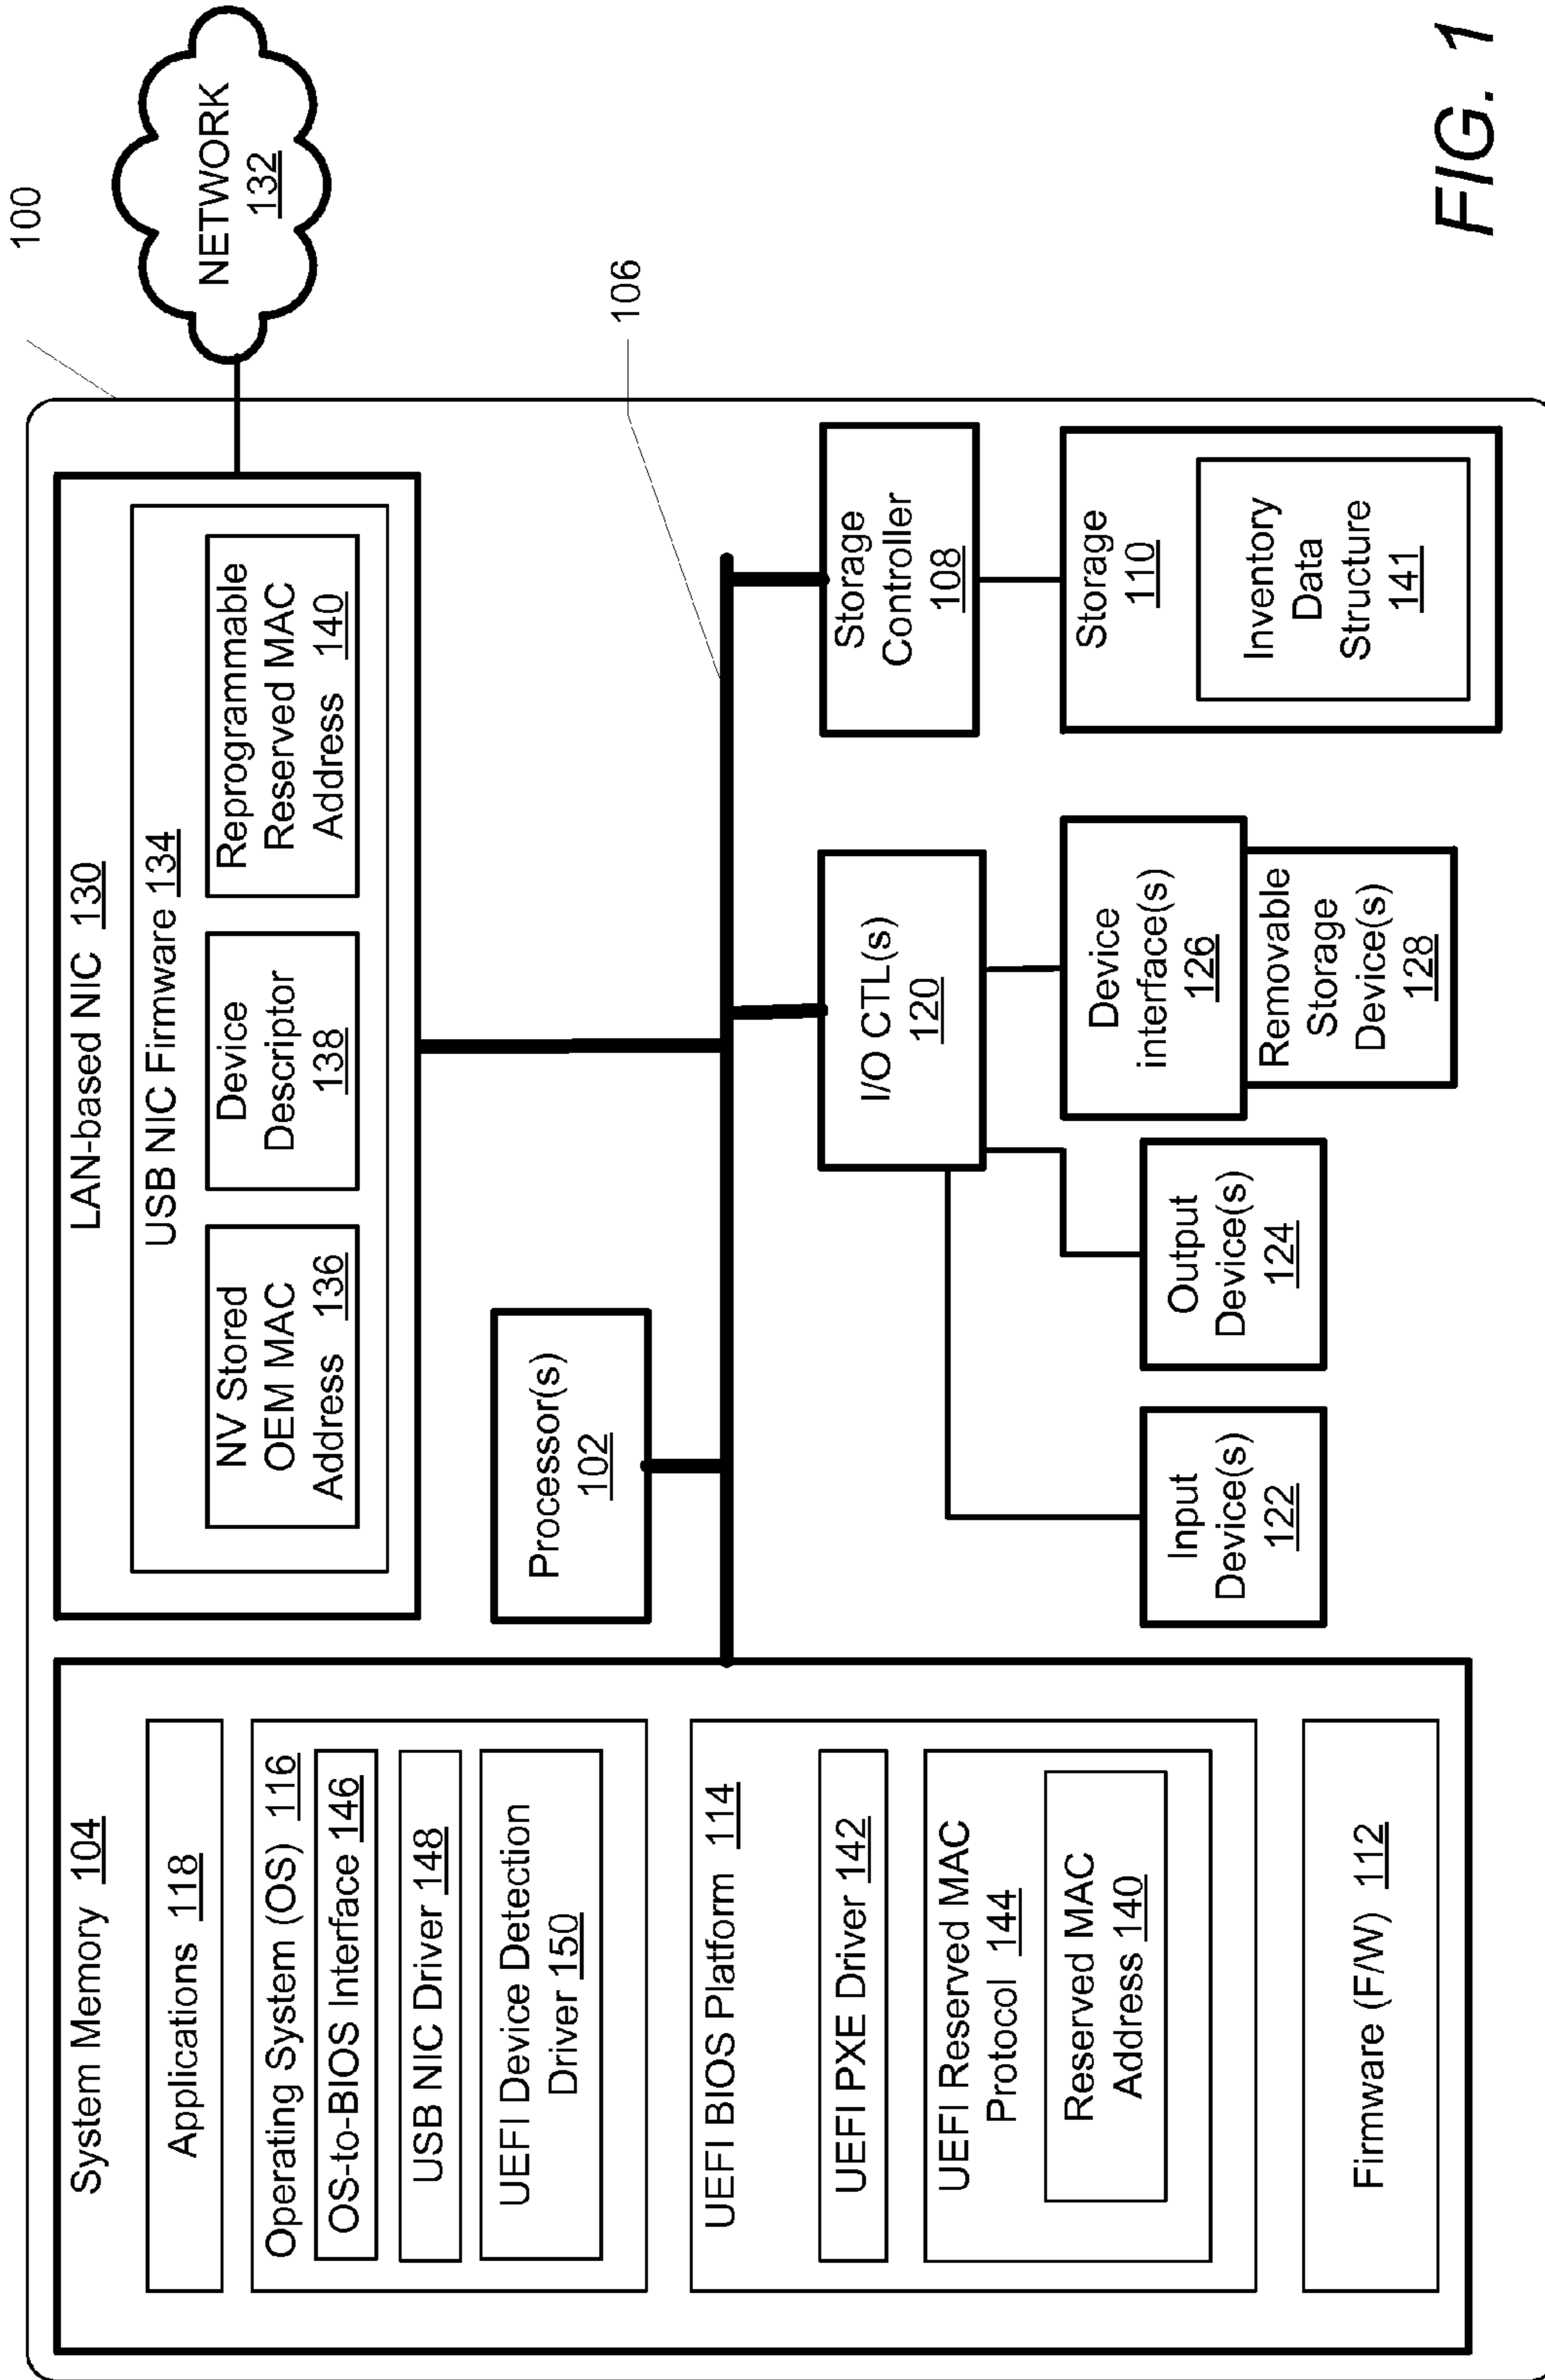 100
System Memory 104
Applications 118
Operating System (OS) 116
OS-to-BIOS Interface 146
USB NIC Driver 148
UEFI Device Detection
Driver 150
UEFI BIOS Platform 114
UEFI PXE Driver 142
UEFI Reserved MAC
Protocol 144
Reserved MAC
Address 140
Firmware (F/W) 112
LAN-based NIC 130
USB NIC Firmware 134
NV Stored
OEM MAC
Address 136
Device
Descriptor
138
Reprogrammable
Reserved MAC
Address 140
NETWORK
132
Processor(s)
102
106
I/O CTL(s)
120
Storage
Controller
108
Input
Device(s)
122
Output
Device(s)
124
Device
interface(s)
126
Removable
Storage
Device(s)
128
Storage
110
Inventory
Data
Structure
141
FIG. 1